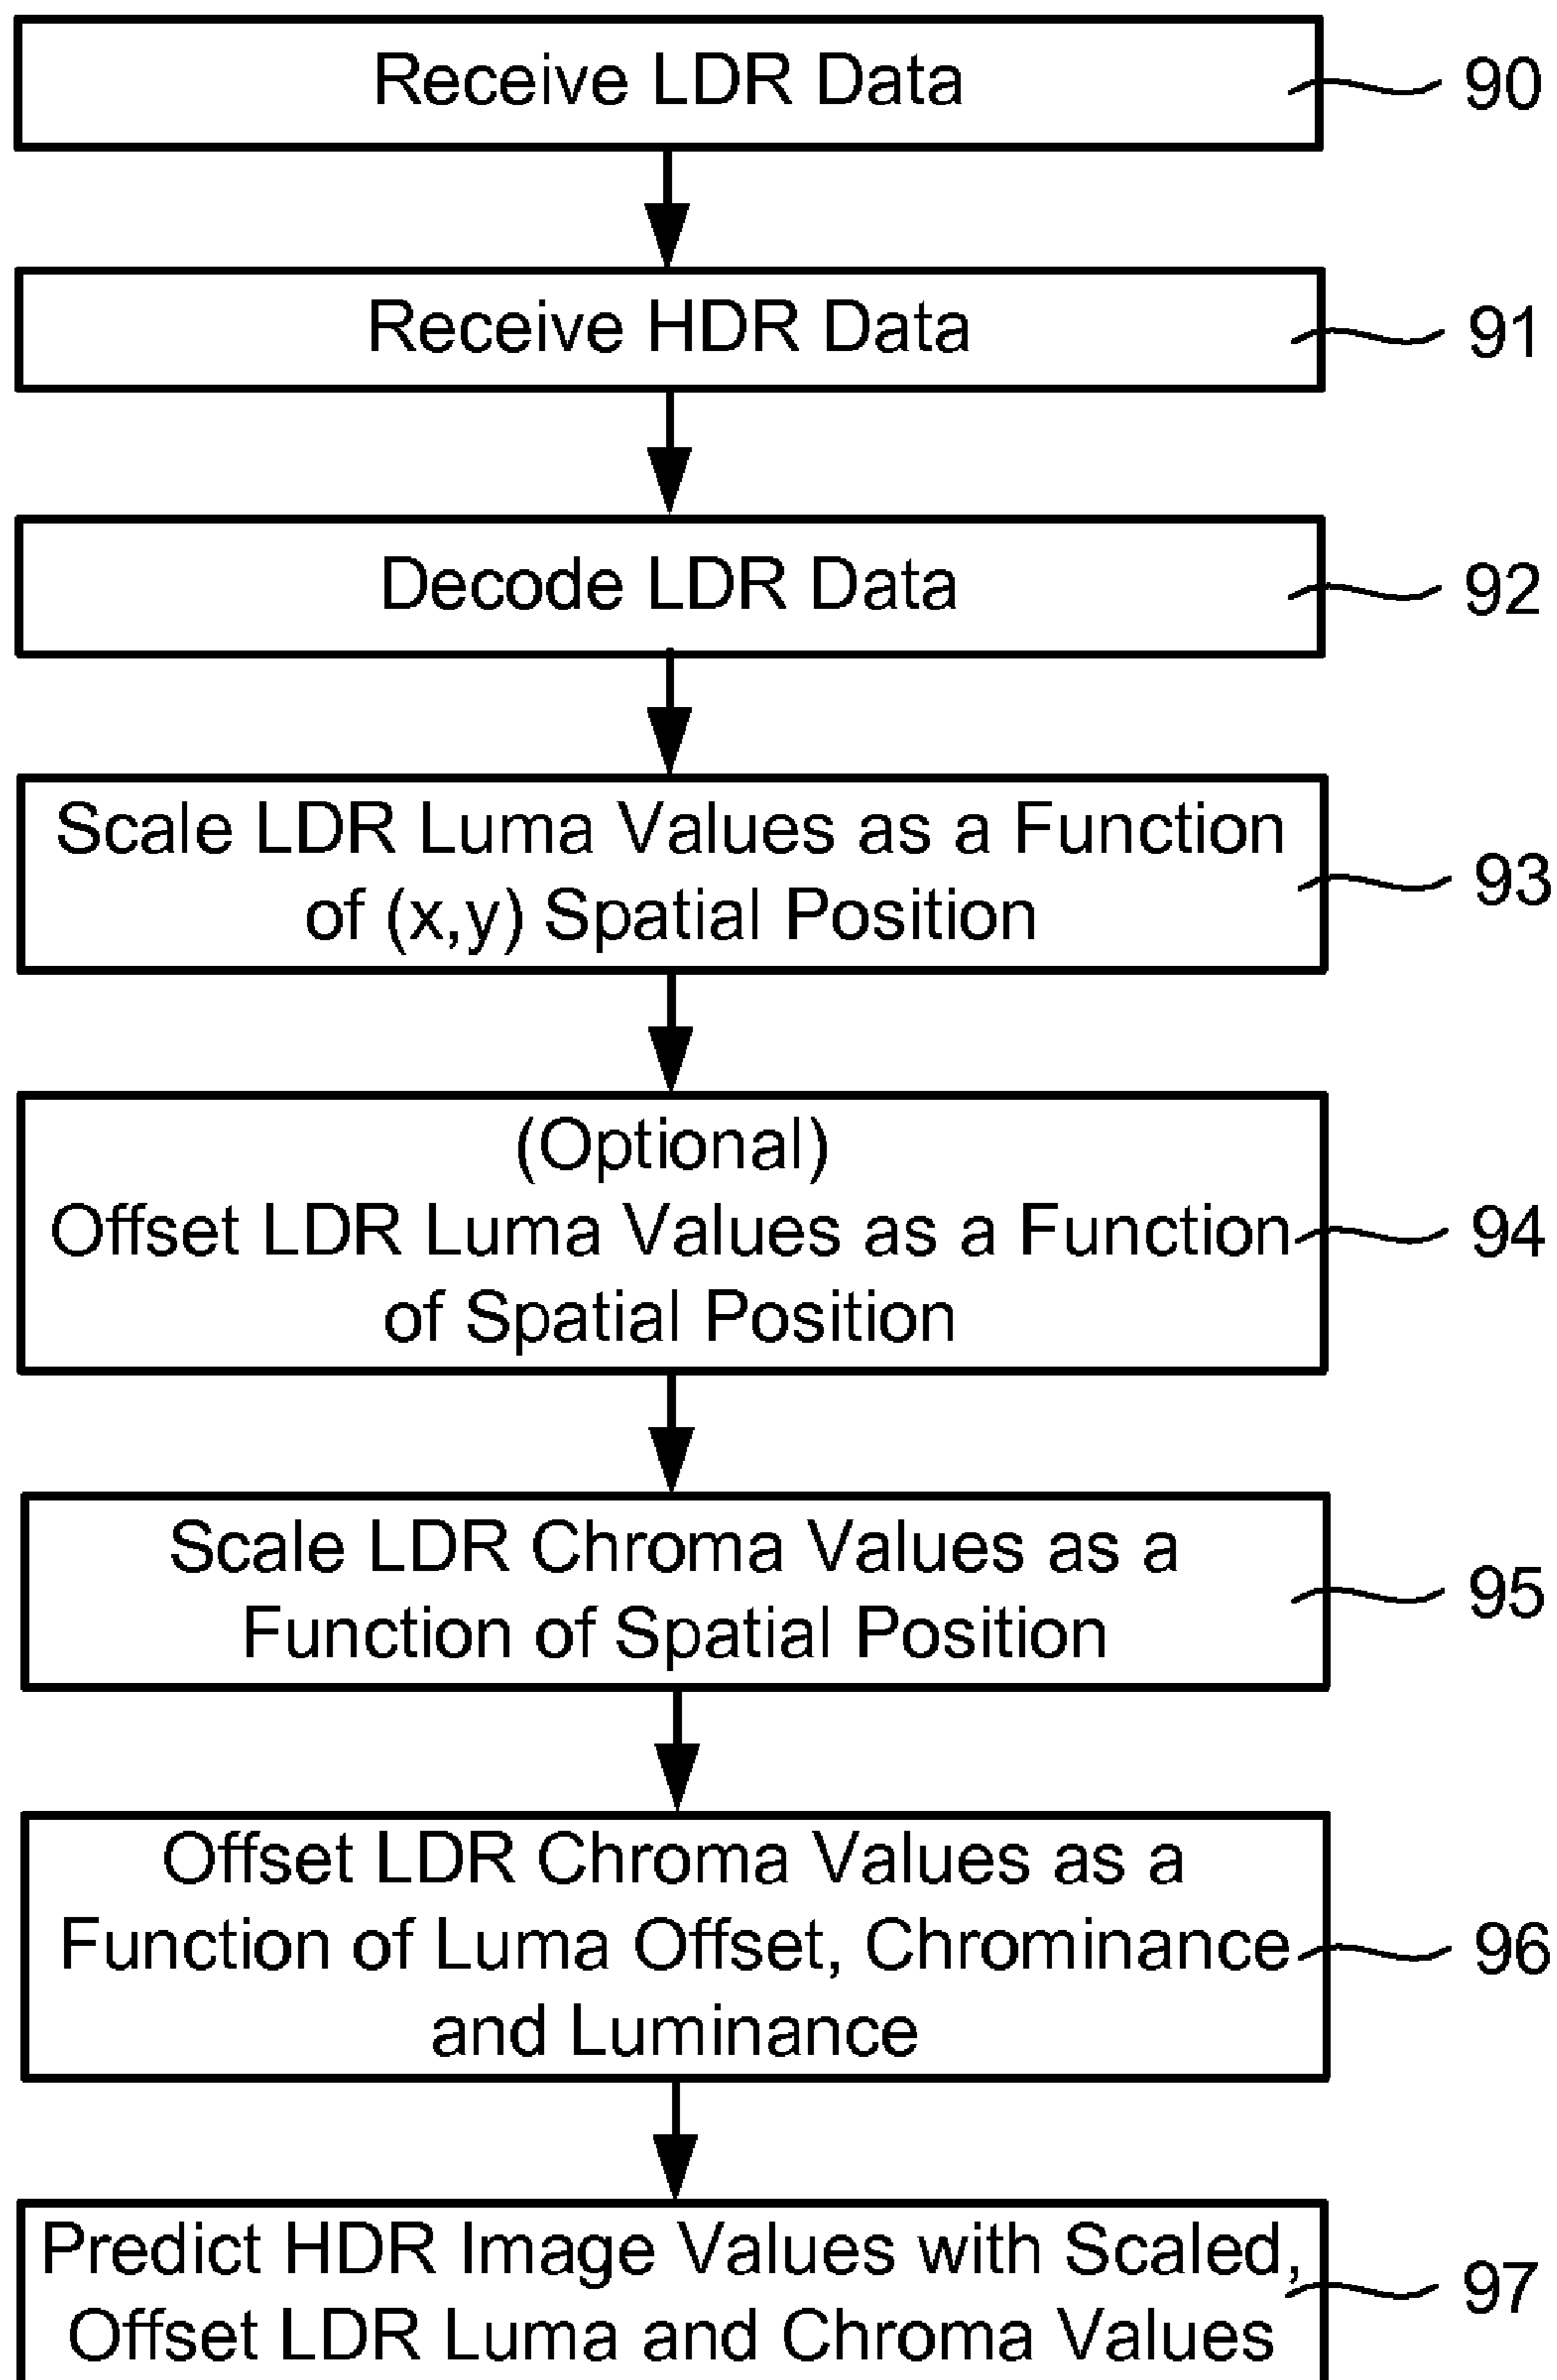 Receive LDR Data
90
Receive HDR Data
91
Decode LDR Data
92
Scale LDR Luma Values as a Function
of (x,y) Spatial Position
93
(Optional)
Offset LDR Luma Values as a Function
of Spatial Position
94
Scale LDR Chroma Values as a
Function of Spatial Position
95
Offset LDR Chroma Values as a
Function of Luma Offset, Chrominance
and Luminance
96
Predict HDR Image Values with Scaled,
Offset LDR Luma and Chroma Values
97